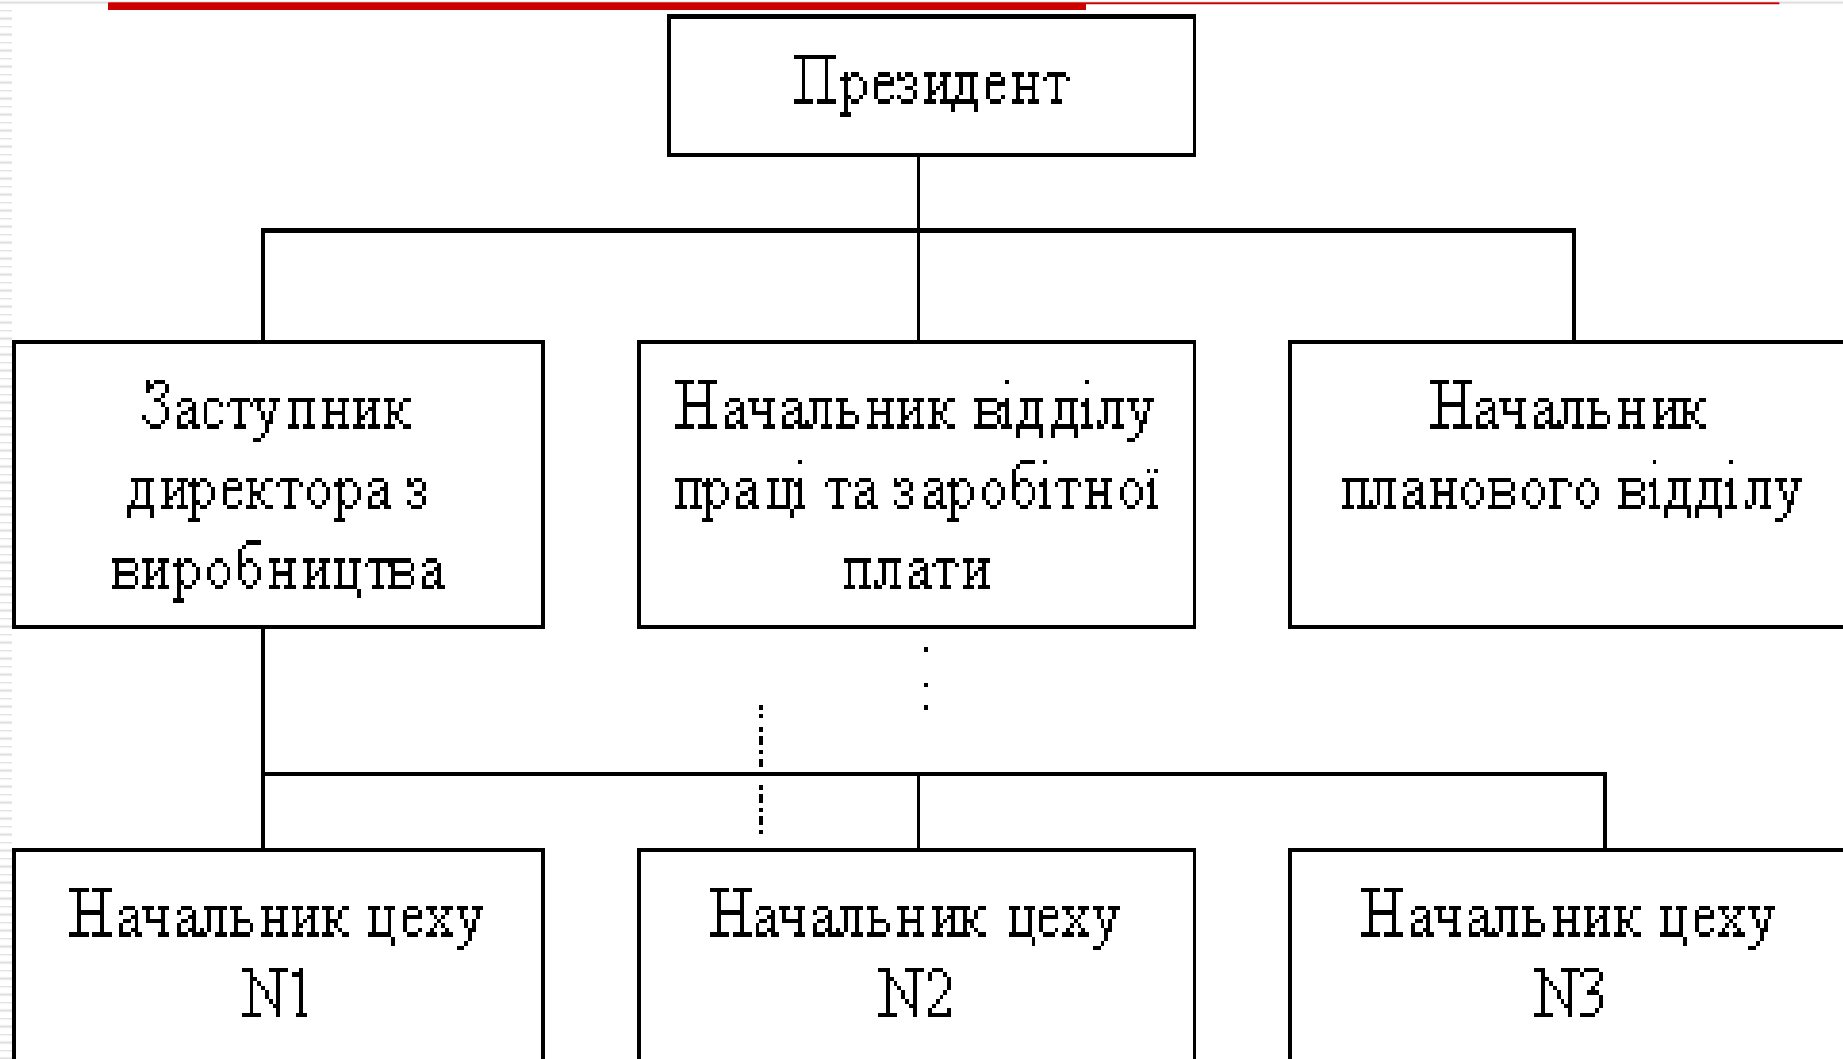 Президент
Заступник
директора з
виробництва
Начальник відділу
праці та заробітної
плати
Начальник
планового відділу
Начальник цеху
N1
Начальник цеху
N2
Начальник цеху
N3